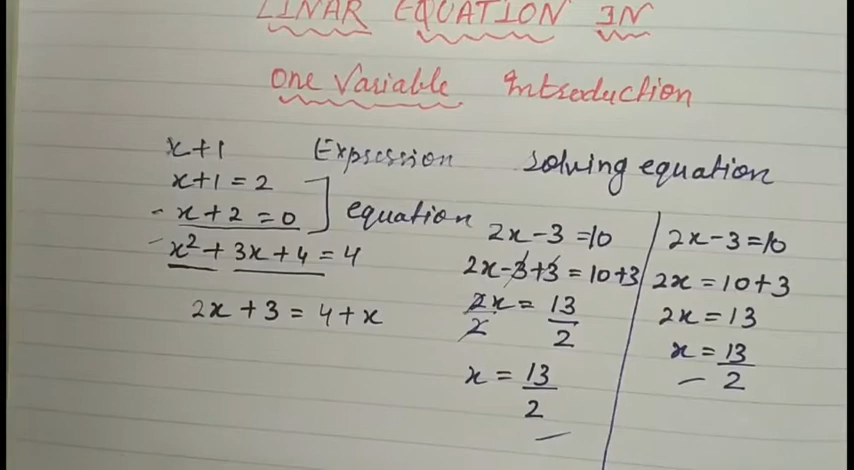 LINAR EQUATION IN
One Variable Introduction
x+1 Expression
x+1=2
- x+2=0 equation
- x²+3x+4=4
2x+3=4+x
Solving equation
2x-3=10
2x-3+3=10+3
2x/2 = 13/2
x = 13/2
2x-3=10
2x=10+3
2x=13
x=13/2